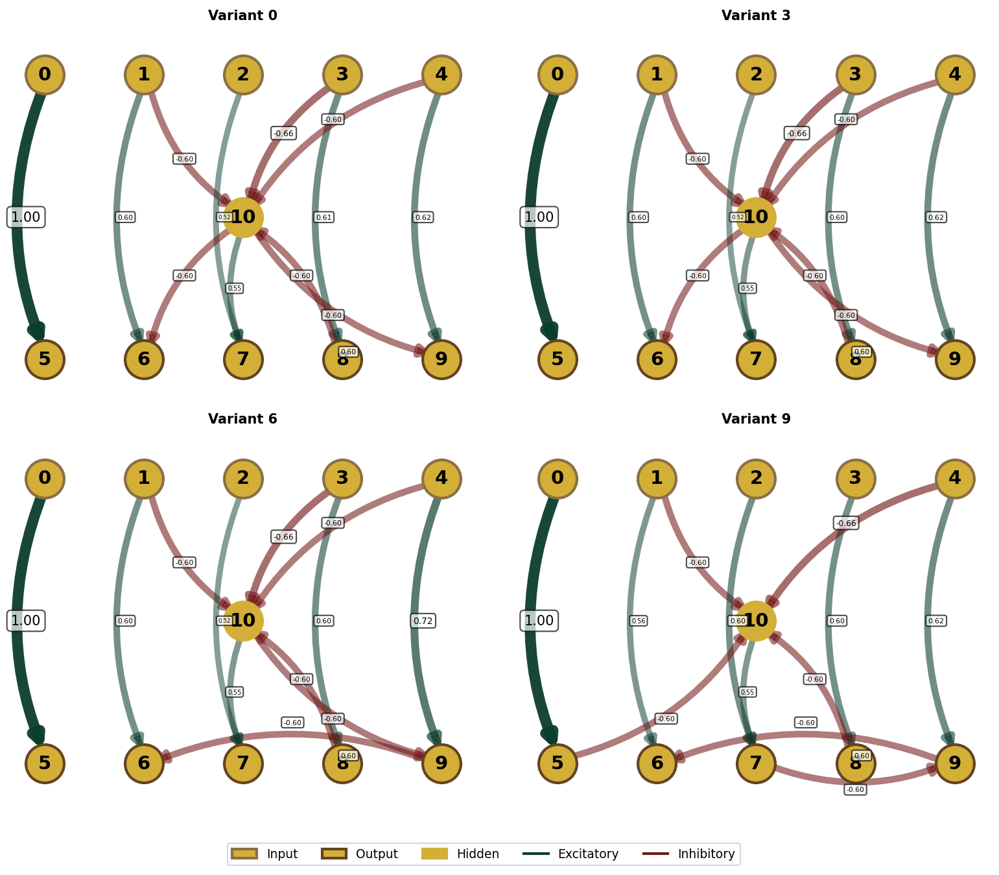 Variant 0
Variant 3
0 1 2 3 4
0 1 2 3 4
-0.60 -0.60
-0.66 -0.66
-0.60 -0.60
1.00 0.60 0.52 10 0.61 0.62
1.00 0.60 0.52 10 0.60 0.62
-0.60 -0.60 -0.60 -0.60
0.55 0.55
-0.60 -0.60
0.60 0.60
5 6 7 8 9
5 6 7 8 9
Variant 6
Variant 9
0 1 2 3 4
0 1 2 3 4
-0.60 -0.66
-0.66
-0.60 -0.60
1.00 0.60 0.52 10 0.60 0.72
1.00 0.56 0.60 10 0.60 0.62
-0.60 -0.60
0.55 0.55
-0.60 -0.60 -0.60 -0.60
0.60 0.60
5 6 7 8 9
5 6 7 8 9
-0.60
Input Output Hidden Excitatory Inhibitory